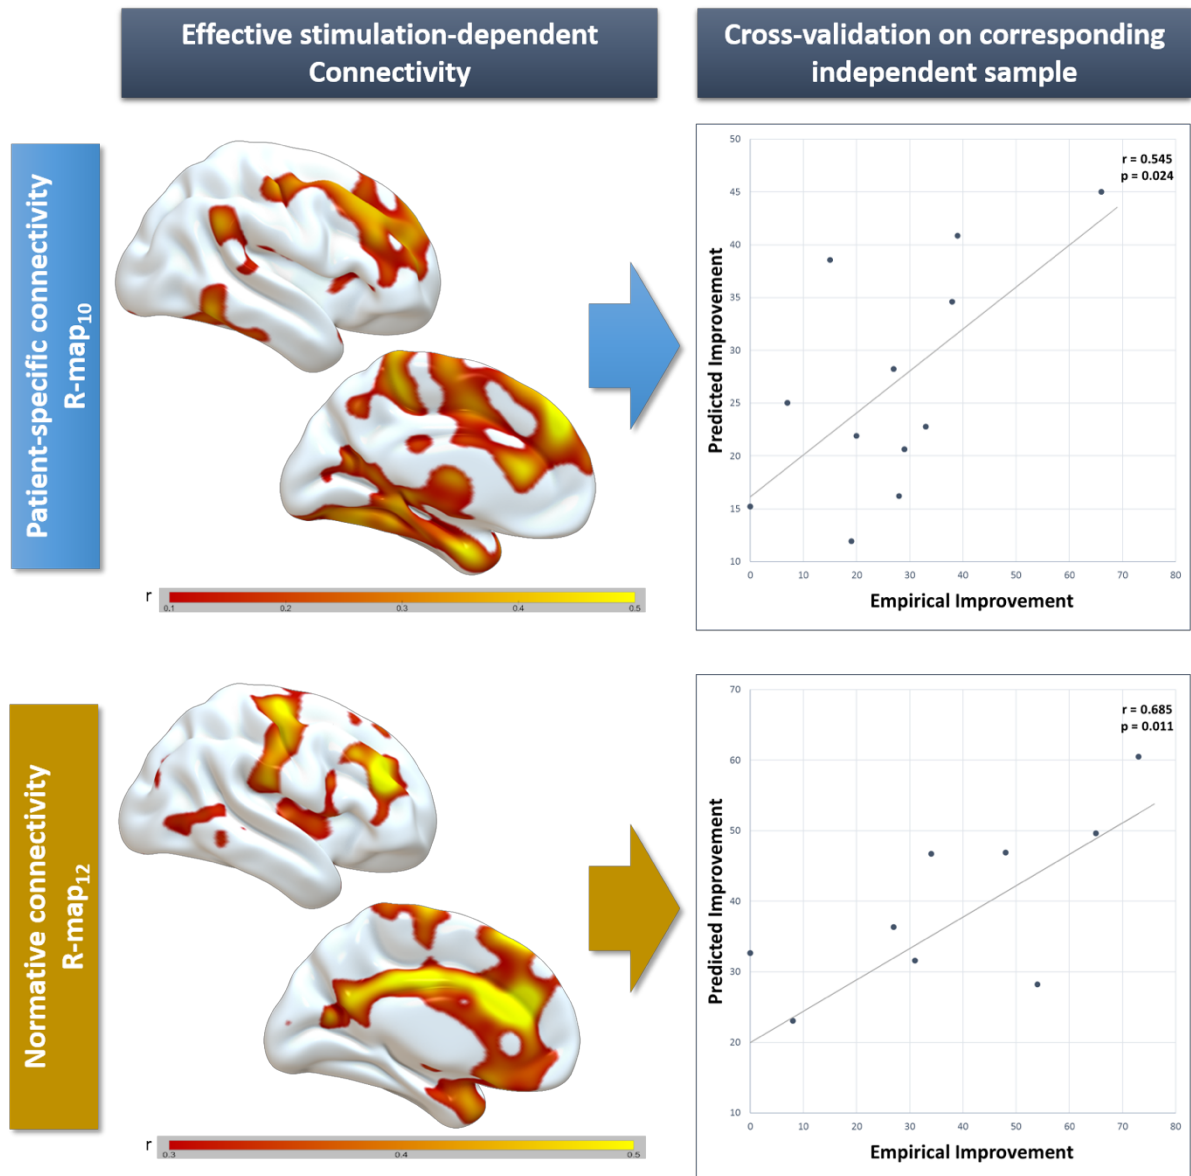 Effective stimulation-dependent
Connectivity
Cross-validation on corresponding
independent sample
Patient-specific connectivity
R-map10
r
0.1 0.2 0.3 0.4 0.5
50
45
40
35
30
25
20
15
10
Predicted Improvement
r = 0.545
p = 0.024
0 10 20 30 40 50 60 70 80
Empirical Improvement
Normative connectivity
R-map12
r
0.3 0.4 0.5
70
60
50
40
30
20
10
Predicted Improvement
r = 0.685
p = 0.011
0 10 20 30 40 50 60 70 80
Empirical Improvement